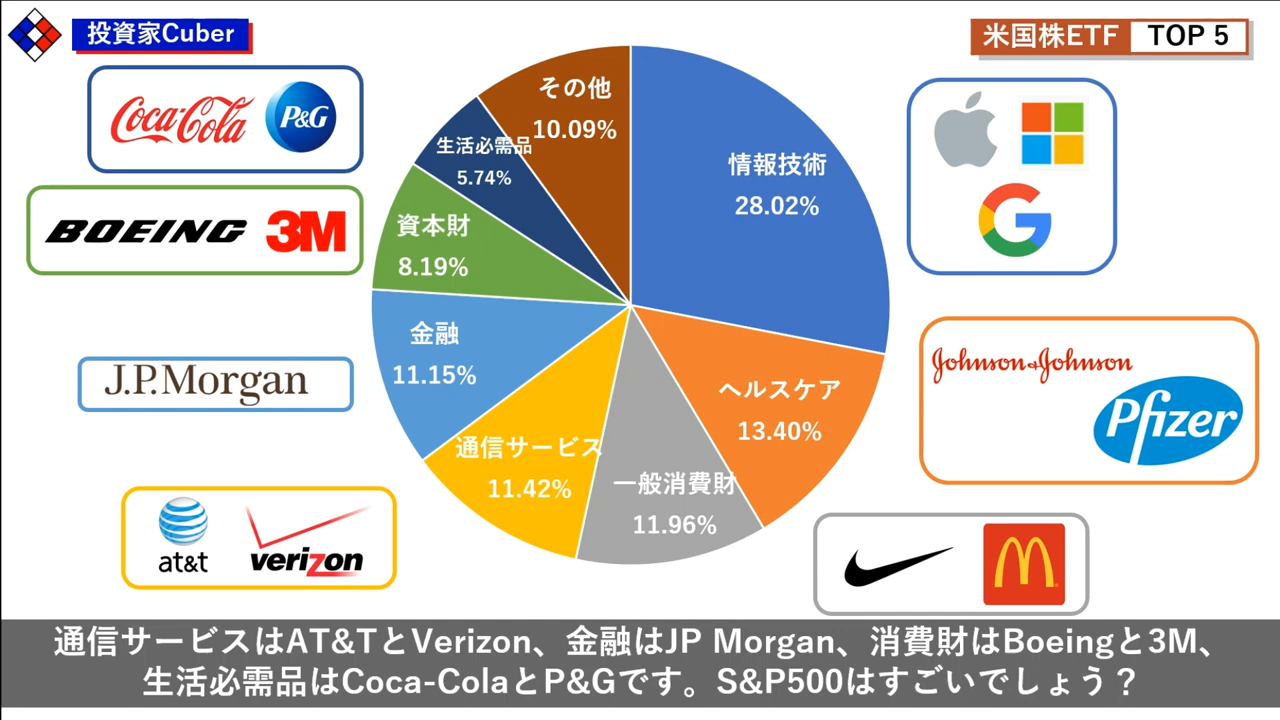 投資家Cuber
米国株ETF TOP 5
Coca-Cola P&G
BOEING 3M
J.P.Morgan
at&t verizon
G
Johnson&Johnson
Pfizer
その他
10.09%
生活必需品
5.74%
資本財
8.19%
金融
11.15%
通信サービス
11.42%
一般消費財
11.96%
ヘルスケア
13.40%
情報技術
28.02%
通信サービスはAT&TとVerizon、金融はJP Morgan、消費財はBoeingと3M、
生活必需品はCoca-ColaとP&Gです。S&P500はすごいでしょう？